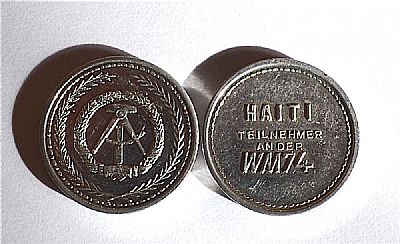 HAITI
TEILNEHMER
AN DER
WM74